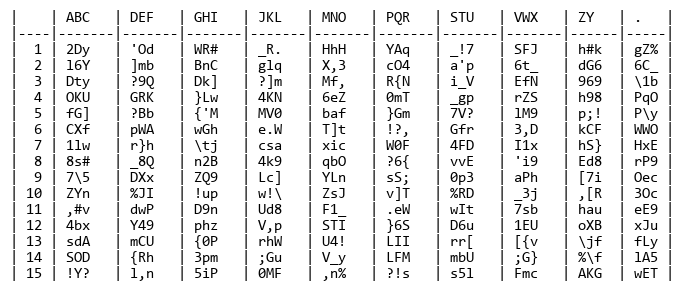 |    | ABC   | DEF   | GHI   | JKL   | MNO   | PQR   | STU   | VWX   | ZY  | .   |
|----|-------|-------|-------|-------|-------|-------|-------|-------|-----|-----|
|  1 | 2Dy   | 'Od   | WR#   | _R.   | HhH   | YAq   | _!7   | SFJ   | h#k | gZ% |
|  2 | l6Y   | ]mb   | BnC   | glq   | X,3   | cO4   | a'p   | 6t_   | dG6 | 6C_ |
|  3 | Dty   | ?9Q   | Dk]   | ?]m   | Mf,   | R{N   | i_V   | EfN   | 969 | \1b |
|  4 | OKU   | GRK   | }Lw   | 4KN   | 6eZ   | 0mT   | _gp   | rZS   | h98 | PqO |
|  5 | fG]   | ?Bb   | {'M   | MV0   | baf   | }Gm   | 7V?   | lM9   | p;! | P\y |
|  6 | CXf   | pWA   | wGh   | e.W   | T]t   | !?,   | Gfr   | 3,D   | kCF | WWO |
|  7 | 1lw   | r}h   | \tj   | csa   | xic   | W0F   | 4FD   | I1x   | hS} | HxE |
|  8 | 8s#   | _8Q   | n2B   | 4k9   | qbO   | ?6{   | vvE   | 'i9   | Ed8 | rP9 |
|  9 | 7\5   | DXx   | ZQ9   | Lc]   | YLn   | sS;   | 0p3   | aPh   | [7i | Oec |
| 10 | ZYn   | %JI   | !up   | w!\   | ZsJ   | v]T   | %RD   | _3j   | ,[R | 3Oc |
| 11 | ,#v   | dwP   | D9n   | Ud8   | F1_   | .eW   | wIt   | 7sb   | hau | eE9 |
| 12 | 4bx   | Y49   | phz   | V,p   | STI   | }6S   | D6u   | 1EU   | oXB | xJu |
| 13 | sdA   | mCU   | {0P   | rhW   | U4!   | LII   | rr[   | [{v   | \jf | fLy |
| 14 | SOD   | {Rh   | 3pm   | ;Gu   | V_y   | LFM   | mbU   | ;G}   | %\f | lA5 |
| 15 | !Y?   | l,n   | 5iP   | 0MF   | ,n%   | ?!s   | s5l   | Fmc   | AKG | wET |